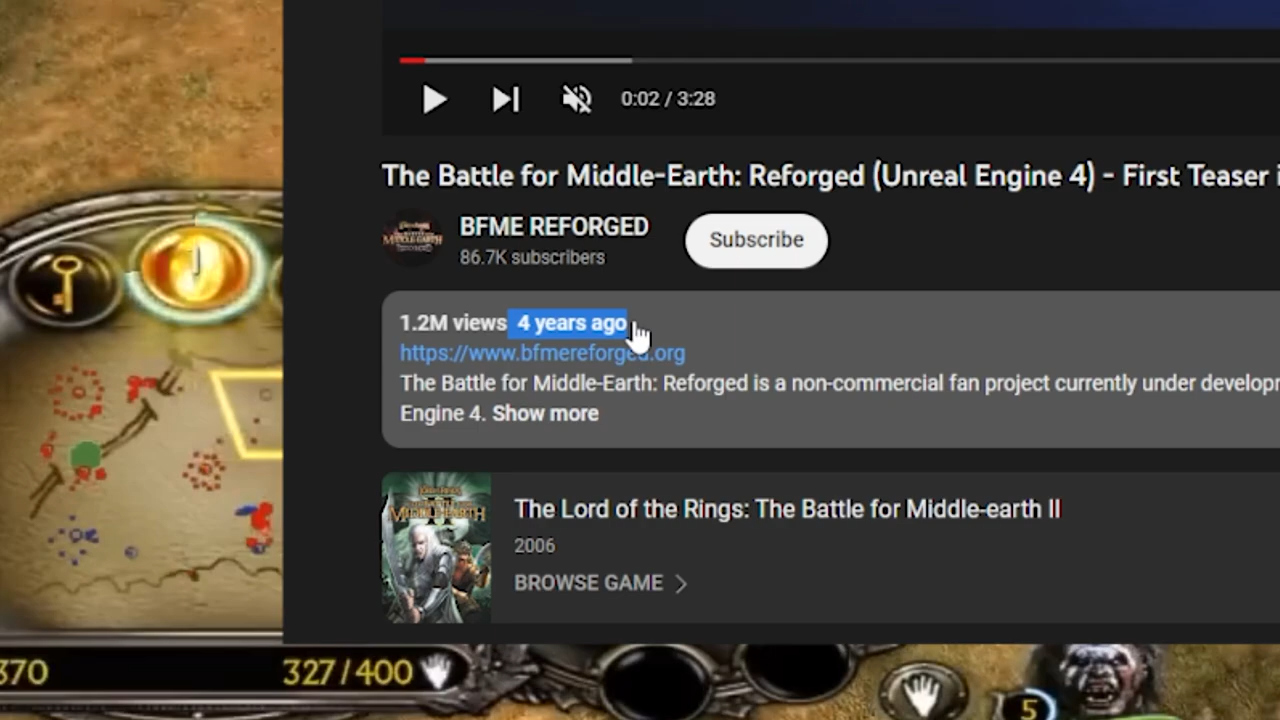 0:02 / 3:28
The Battle for Middle-Earth: Reforged (Unreal Engine 4) - First Teaser i
BFME REFORGED
86.7K subscribers
Subscribe
1.2M views 4 years ago
https://www.bfmereforged.org
The Battle for Middle-Earth: Reforged is a non-commercial fan project currently under developm
Engine 4. Show more
MIDDLE-EARTH
The Lord of the Rings: The Battle for Middle-earth II
2006
BROWSE GAME
370
327/400
5